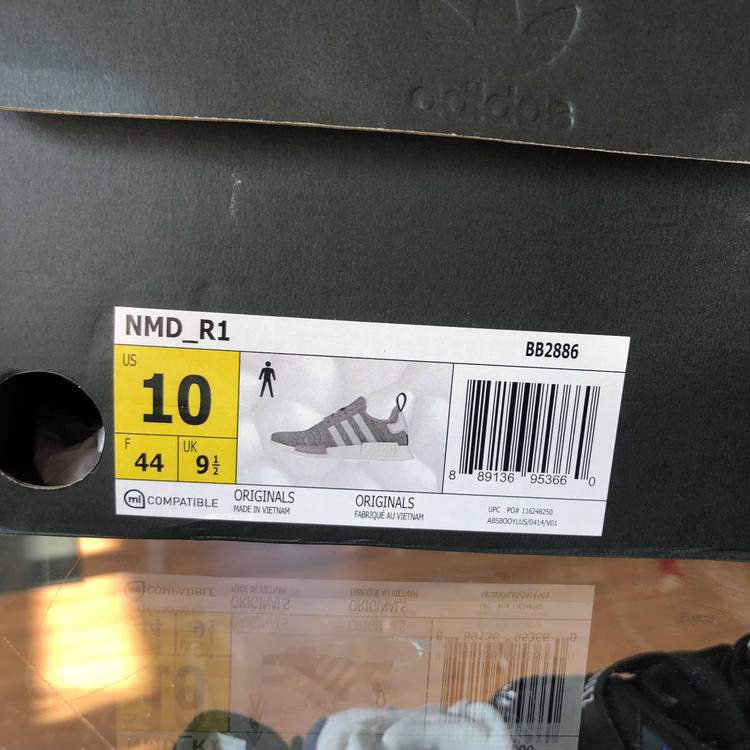 adidas
NMD_R1
BB2886
US
10
F
44
UK
9 1/2
8 89136 95366 0
mi COMPATIBLE
ORIGINALS
MADE IN VIETNAM
ORIGINALS
FABRIQUÉ AU VIETNAM
UPC PO# 116248250
ABSBOOYLUS/0414/V01